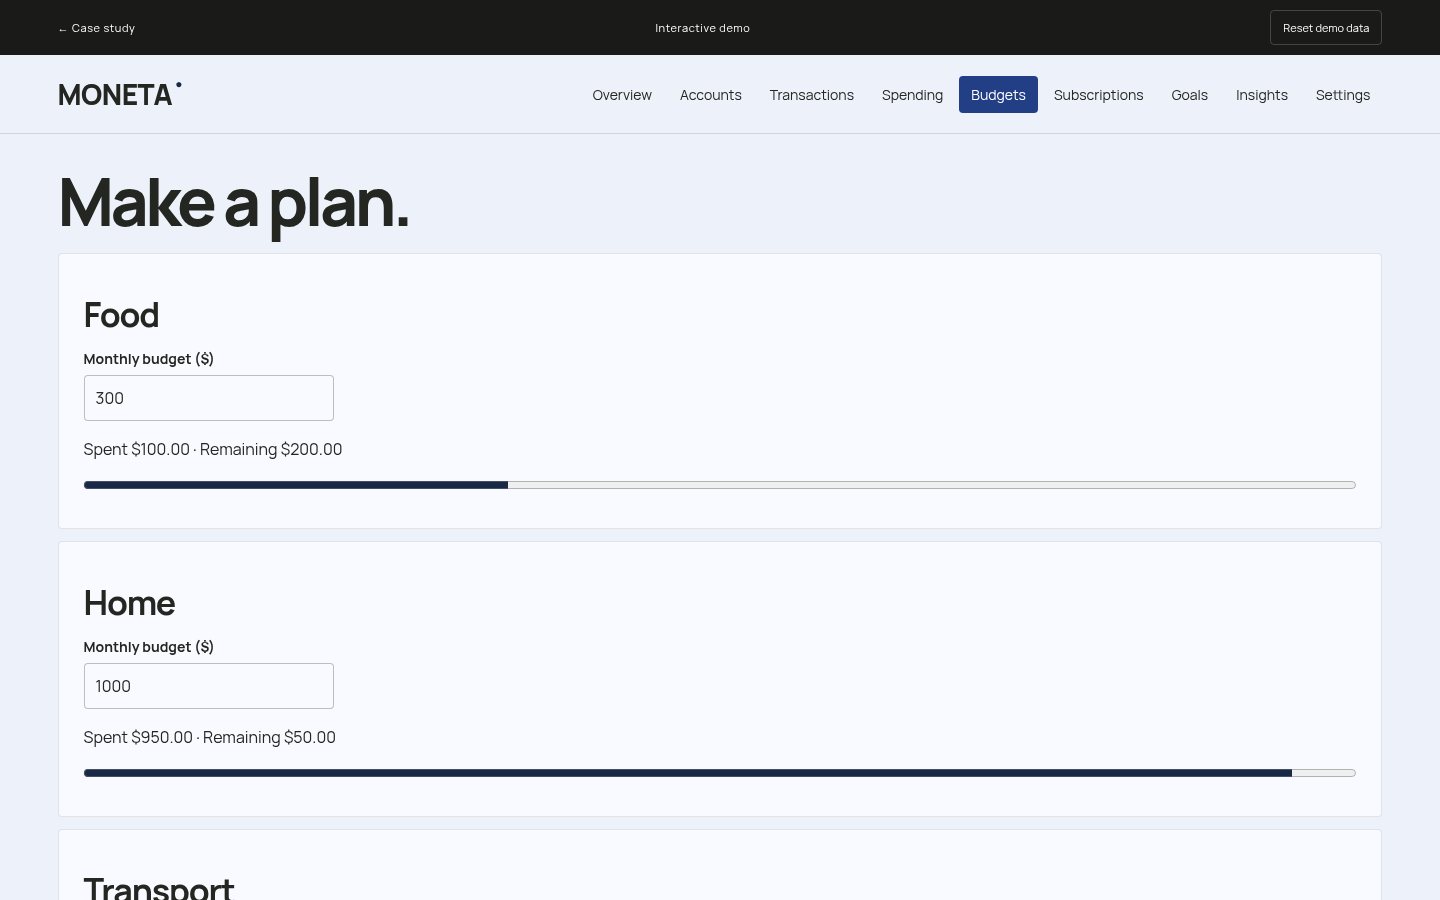 ← Case study
Interactive demo
Reset demo data
MONETA
Overview
Accounts
Transactions
Spending
Budgets
Subscriptions
Goals
Insights
Settings
Make a plan.
Food
Monthly budget ($)
300
Spent $100.00 · Remaining $200.00
Home
Monthly budget ($)
1000
Spent $950.00 · Remaining $50.00
Transport